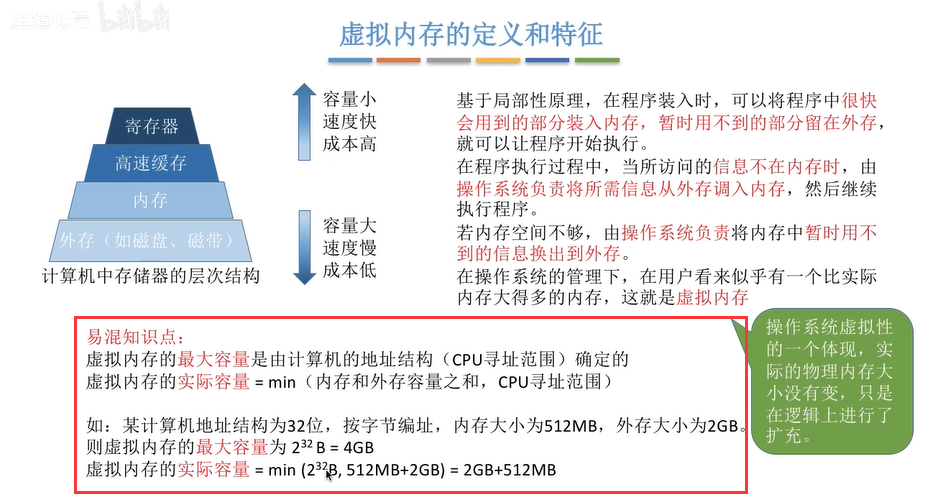 王道论坛 bilibili
虚拟内存的定义和特征
寄存器
高速缓存
内存
外存（如磁盘、磁带）
计算机中存储器的层次结构
容量小
速度快
成本高
容量大
速度慢
成本低
基于局部性原理，在程序装入时，可以将程序中很快
会用到的部分装入内存，暂时用不到的部分留在外存，
就可以让程序开始执行。
在程序执行过程中，当所访问的信息不在内存时，由
操作系统负责将所需信息从外存调入内存，然后继续
执行程序。
若内存空间不够，由操作系统负责将内存中暂时用不
到的信息换出到外存。
在操作系统的管理下，在用户看来似乎有一个比实际
内存大得多的内存，这就是虚拟内存
易混知识点：
虚拟内存的最大容量是由计算机的地址结构（CPU寻址范围）确定的
虚拟内存的实际容量 = min（内存和外存容量之和，CPU寻址范围）
如：某计算机地址结构为32位，按字节编址，内存大小为512MB，外存大小为2GB。
则虚拟内存的最大容量为 2³² B = 4GB
虚拟内存的实际容量 = min (2³²B, 512MB+2GB) = 2GB+512MB
操作系统虚拟性
的一个体现，实
际的物理内存大
小没有变，只是
在逻辑上进行了
扩充。